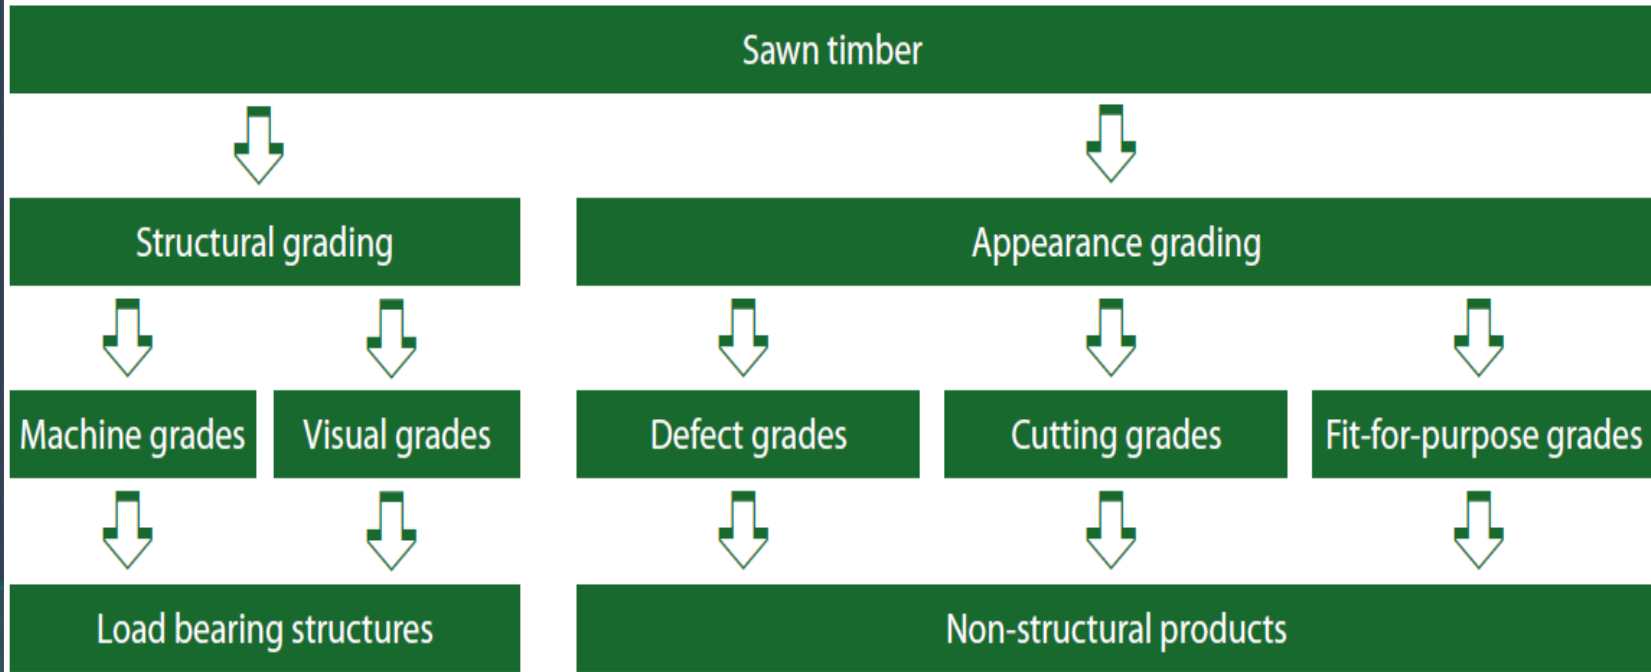 Sawn timber
Structural grading
Appearance grading
Machine grades
Visual grades
Defect grades
Cutting grades
Fit-for-purpose grades
Load bearing structures
Non-structural products